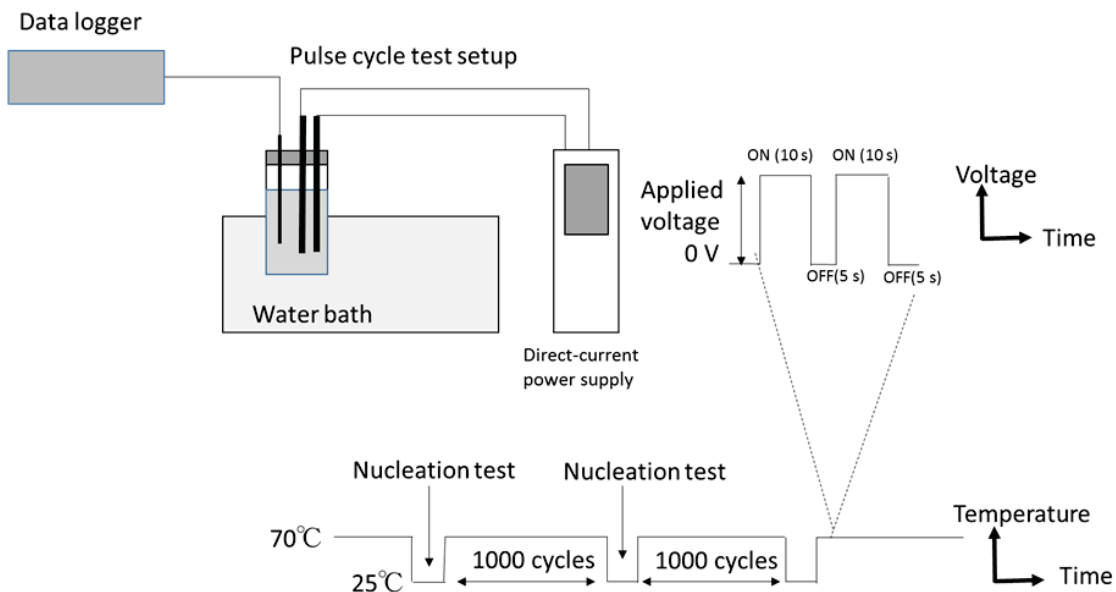 Data logger
Pulse cycle test setup
ON (10 s)
ON (10 s)
Applied
voltage
0 V
Voltage
Time
OFF(5 s)
OFF(5 s)
Water bath
Direct-current
power supply
Nucleation test
Nucleation test
70℃
1000 cycles
1000 cycles
25℃
Temperature
Time